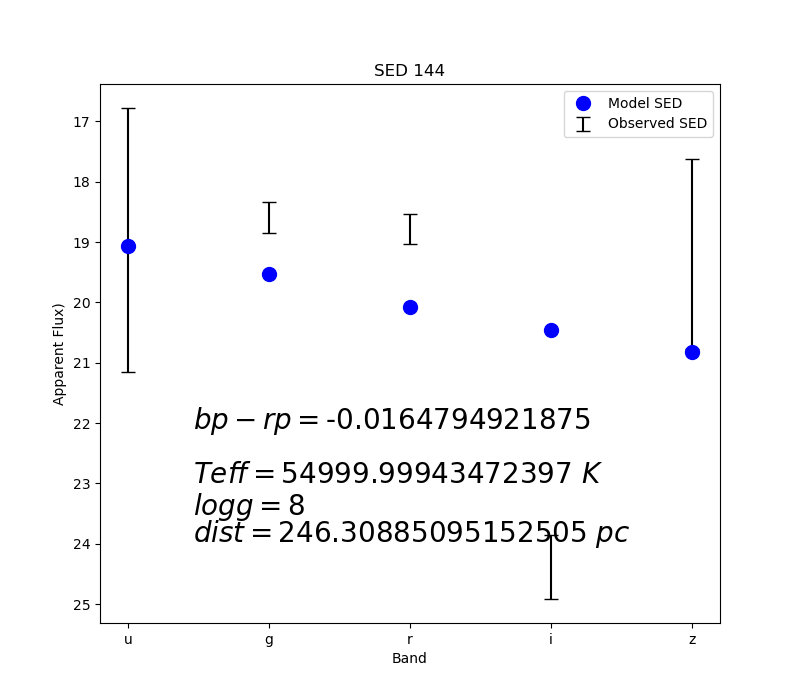 SED 144
Model SED
Observed SED
17
18
19
20
21
22
23
24
25
Apparent Flux)
bp − rp = -0.0164794921875
Teff = 54999.99943472397 K
logg = 8
dist = 246.30885095152505 pc
u g r i z
Band